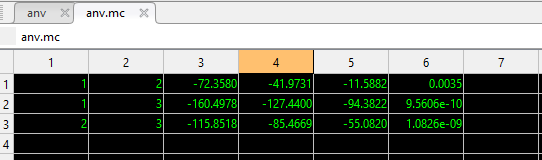 anv anv.mc
anv.mc
1 2 3 4 5 6 7
1 1 2 -72.3580 -41.9731 -11.5882 0.0035
2 1 3 -160.4978 -127.4400 -94.3822 9.5606e-10
3 2 3 -115.8518 -85.4669 -55.0820 1.0826e-09
4